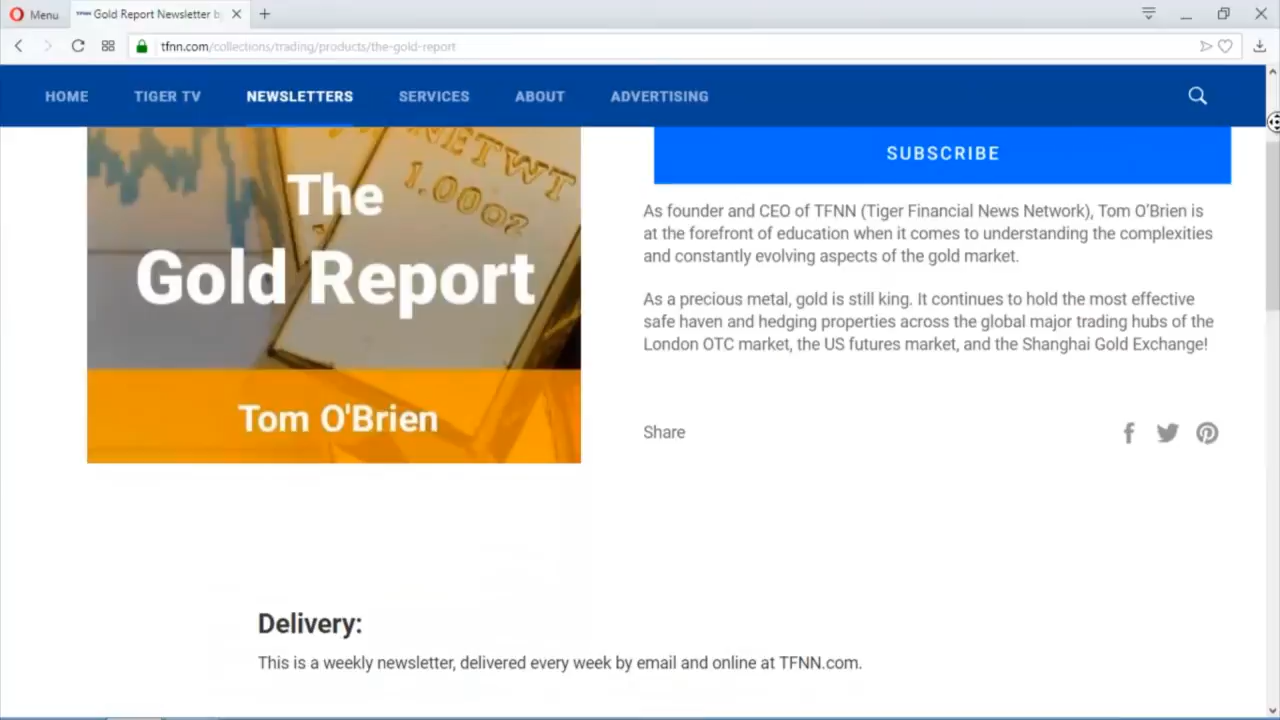 Menu
TFNN Gold Report Newsletter b
tfnn.com/collections/trading/products/the-gold-report
HOME
TIGER TV
NEWSLETTERS
SERVICES
ABOUT
ADVERTISING
NETWT
1.00OZ
The
Gold Report
Tom O'Brien
SUBSCRIBE
As founder and CEO of TFNN (Tiger Financial News Network), Tom O'Brien is
at the forefront of education when it comes to understanding the complexities
and constantly evolving aspects of the gold market.
As a precious metal, gold is still king. It continues to hold the most effective
safe haven and hedging properties across the global major trading hubs of the
London OTC market, the US futures market, and the Shanghai Gold Exchange!
Share
Delivery:
This is a weekly newsletter, delivered every week by email and online at TFNN.com.